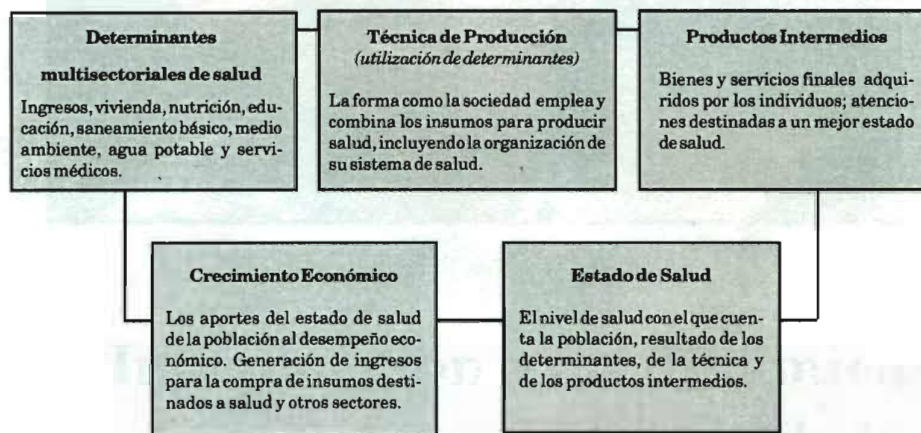 Determinantes
multisectoriales de salud
Ingresos, vivienda, nutrición, edu-
cación, saneamiento básico, medio
ambiente, agua potable y servi-
cios médicos.
Técnica de Producción
(utilización de determinantes)
La forma como la sociedad emplea y
combina los insumos para producir
salud, incluyendo la organización de
su sistema de salud.
Productos Intermedios
Bienes y servicios finales adqui-
ridos por los individuos; atencio-
nes destinadas a un mejor estado
de salud.
Crecimiento Económico
Los aportes del estado de salud
de la población al desempeño eco-
nómico. Generación de ingresos
para la compra de insumos desti-
nados a salud y otros sectores.
Estado de Salud
El nivel de salud con el que cuen-
ta la población, resultado de los
determinantes, de la técnica y
de los productos intermedios.